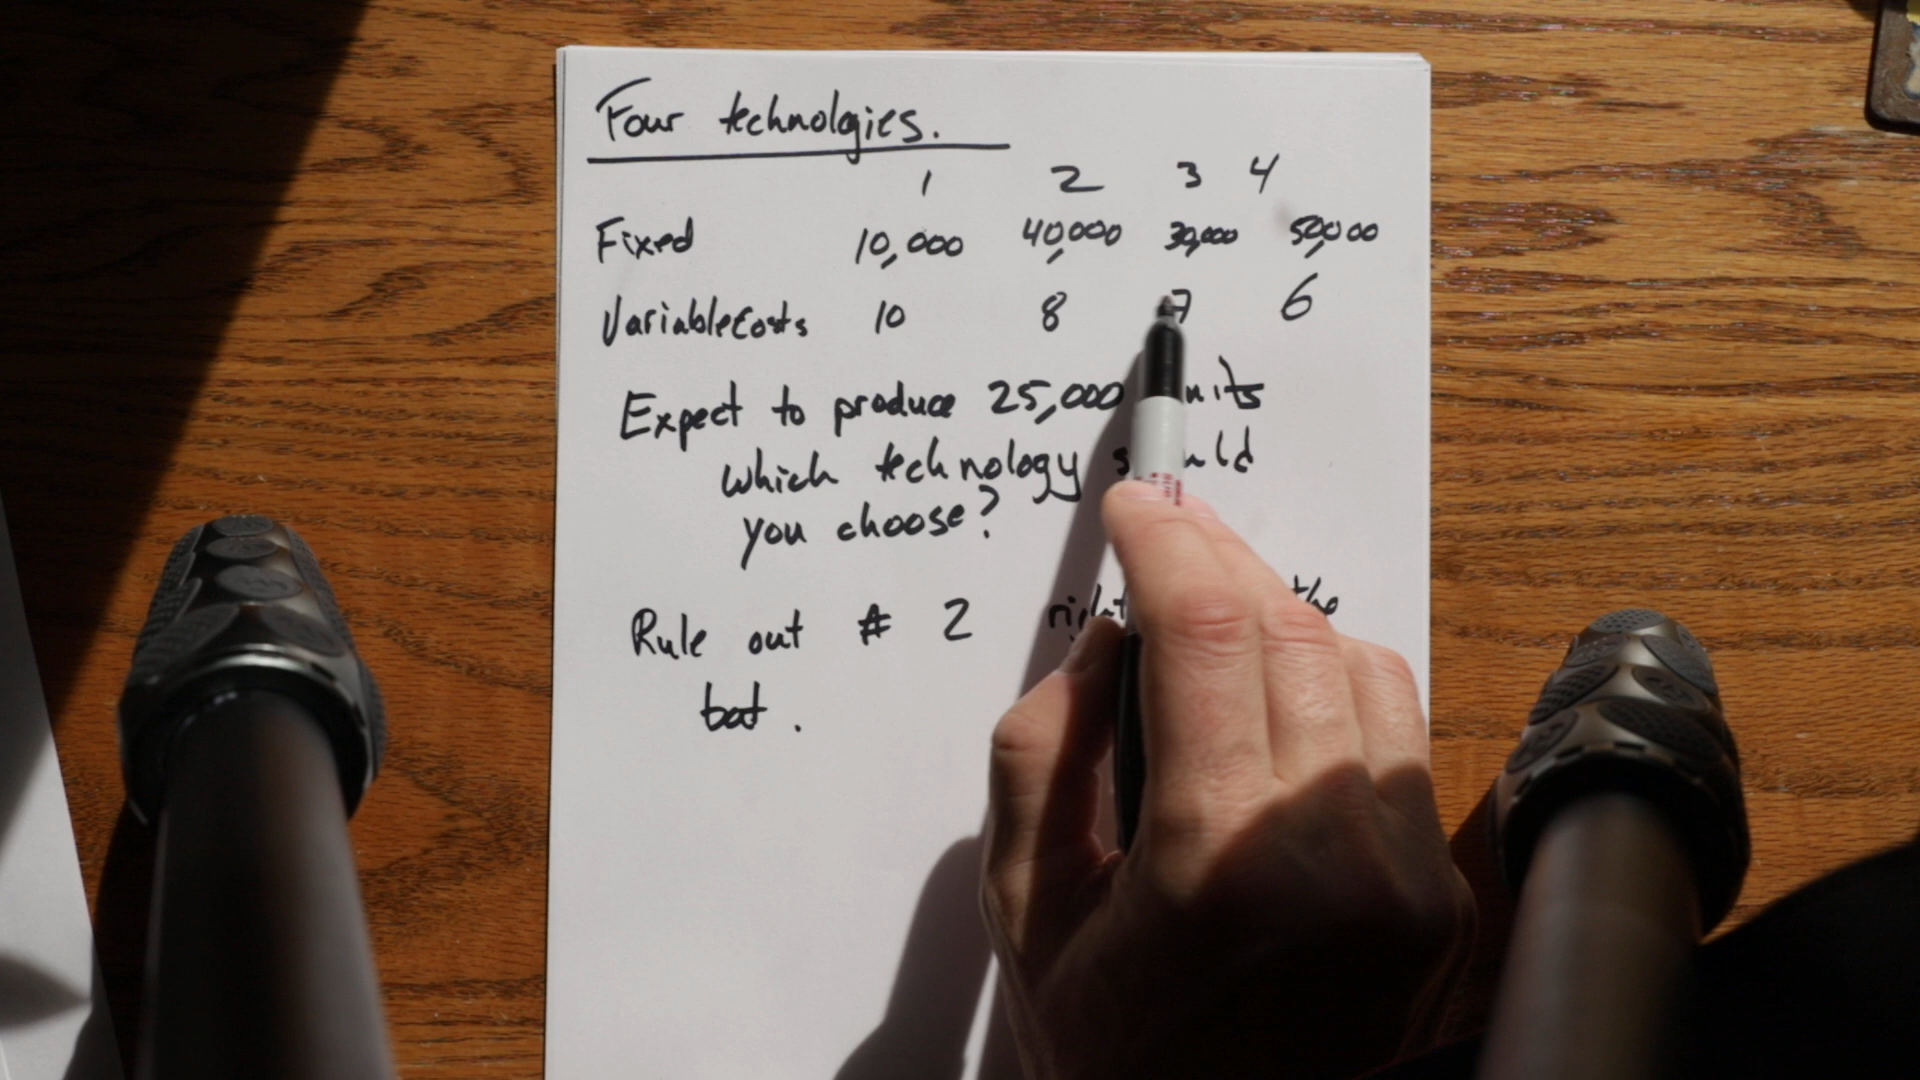 Four technologies.
1 2 3 4
Fixed 10,000 40,000 30,000 50,000
Variable Costs 10 8 7 6
Expect to produce 25,000
which technology
you choose?
Rule out # 2 the
bat.